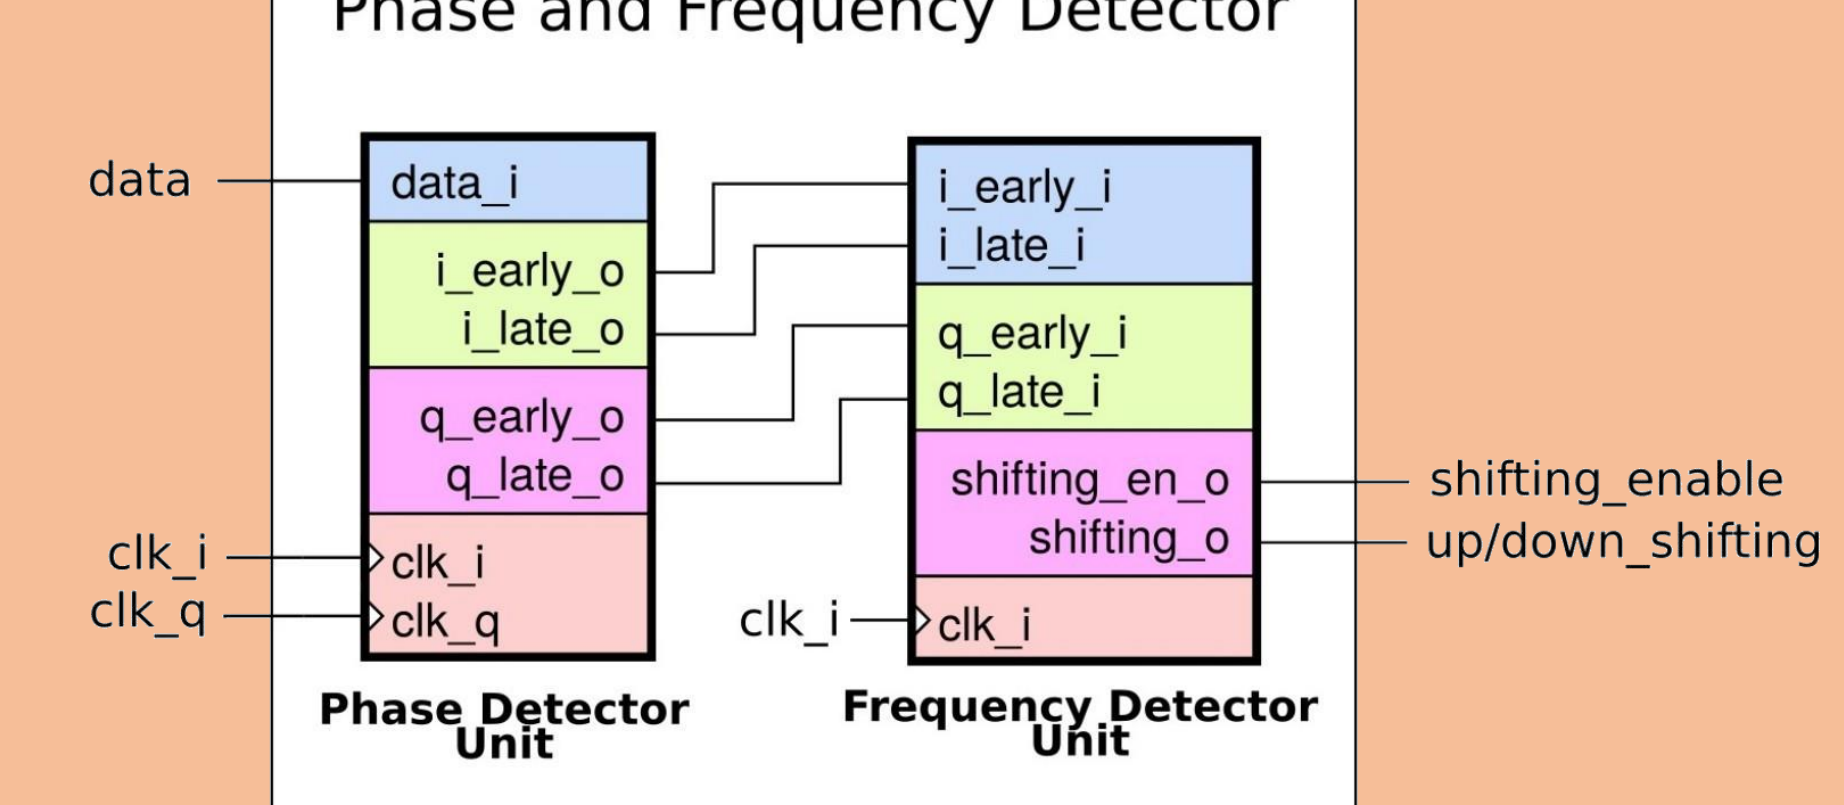 Phase and Frequency Detector
data
data_i
i_early_o
i_late_o
q_early_o
q_late_o
clk_i
clk_q
clk_i
clk_q
Phase Detector
Unit
i_early_i
i_late_i
q_early_i
q_late_i
shifting_en_o
shifting_o
clk_i
clk_i
Frequency Detector
Unit
shifting_enable
up/down_shifting